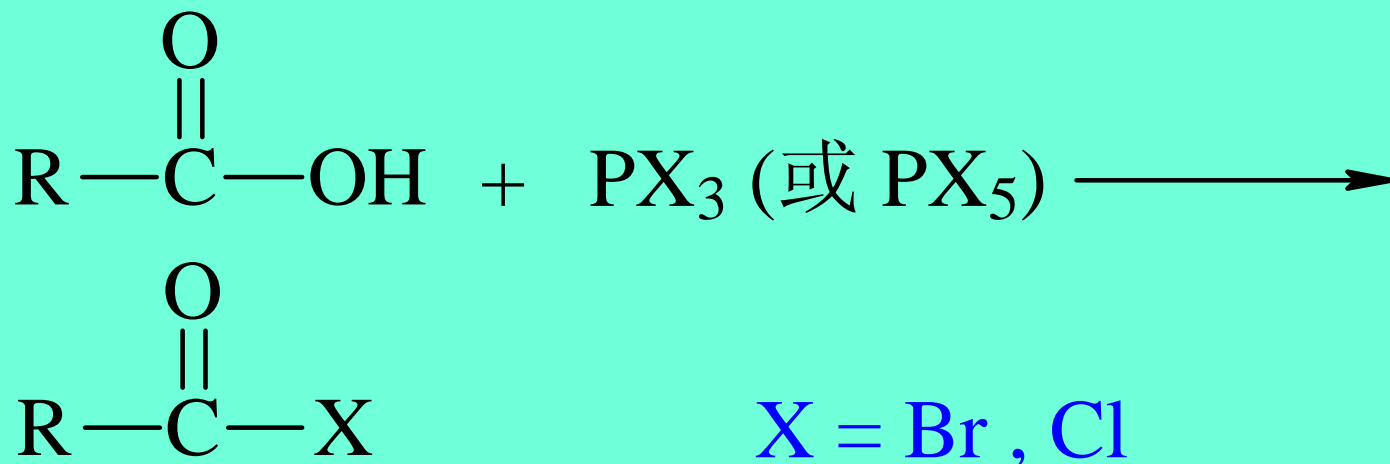 O
R—C—OH + PX₃ (或 PX₅) ⟶
O
R—C—X X = Br , Cl